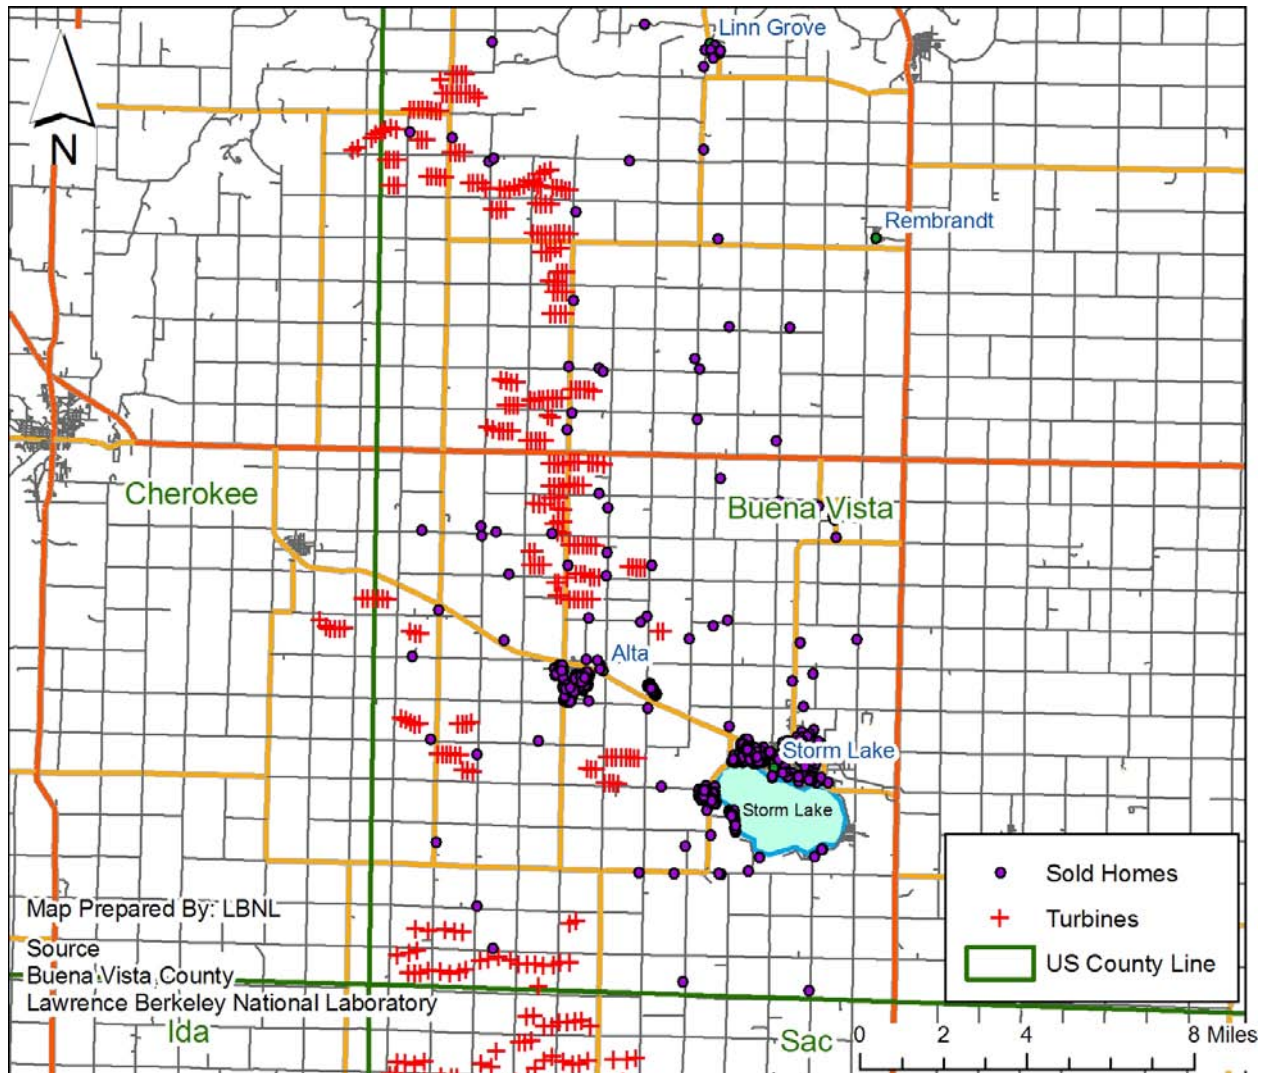 Linn Grove
N
Rembrandt
Cherokee
Buena Vista
Alta
Storm Lake
Storm Lake
Map Prepared By: LBNL
Source
Buena Vista County
Lawrence Berkeley National Laboratory
Ida
Sac
Sold Homes
Turbines
US County Line
0 2 4 8 Miles